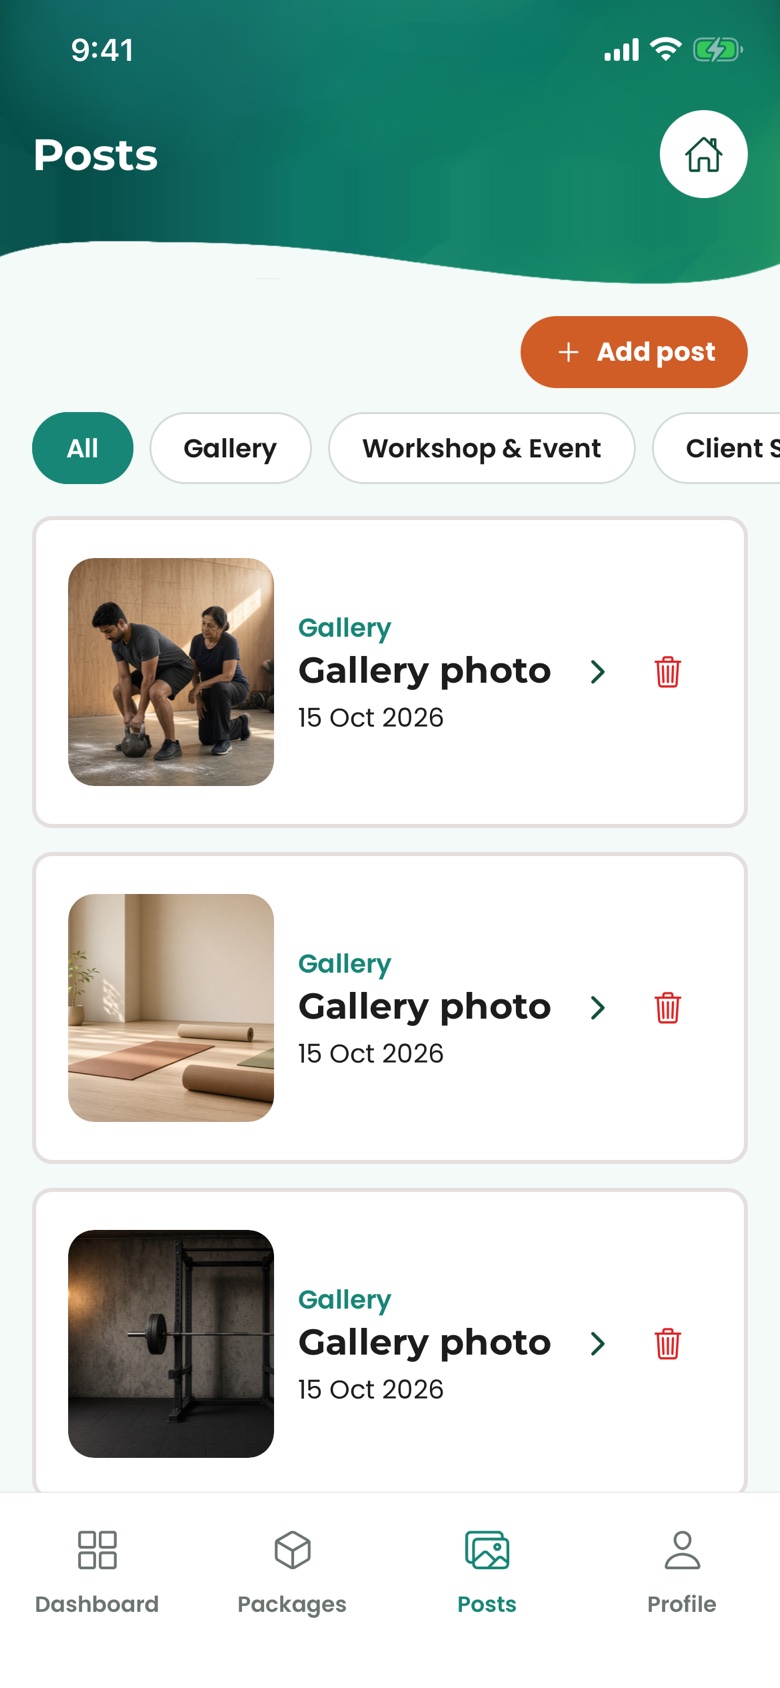 9:41
Posts
Add post
All
Gallery
Workshop & Event
Client S
Gallery
Gallery photo
15 Oct 2026
Gallery
Gallery photo
15 Oct 2026
Gallery
Gallery photo
15 Oct 2026
Dashboard
Packages
Posts
Profile